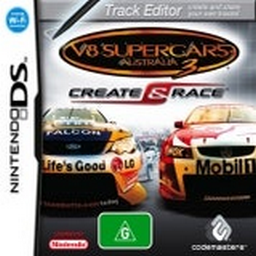 Track Editor
create and share
your own tracks!
Wi-Fi
V8 SUPERCARS
AUSTRALIA 3
CREATE & RACE
NINTENDO DS
FALCON
Life's Good LG
Mobil 1
G
Nintendo
codemasters